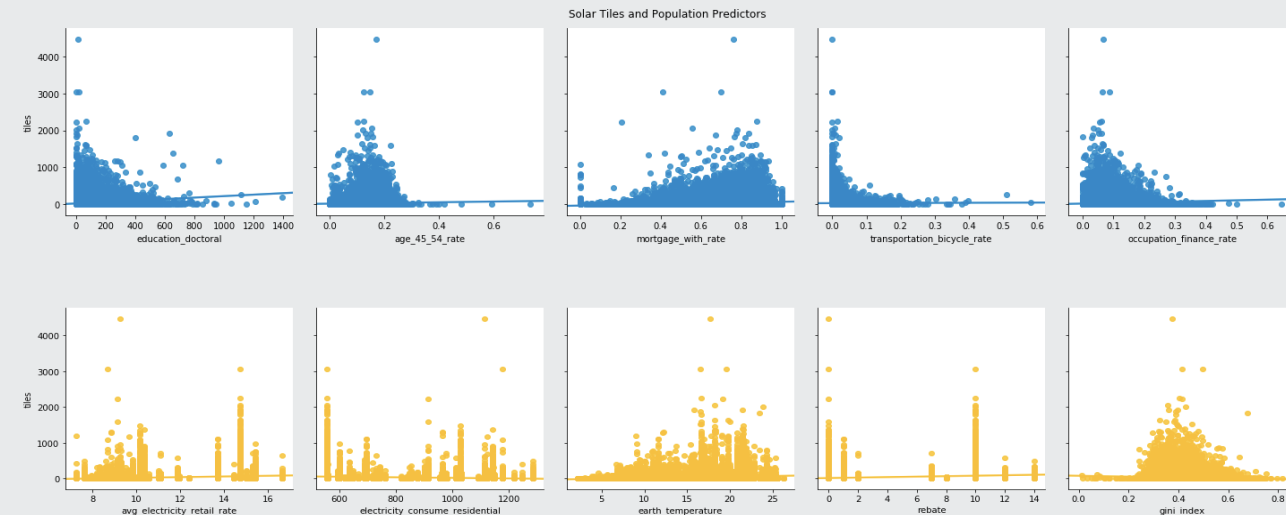 Solar Tiles and Population Predictors
4000
3000
2000
1000
0
tiles
0 200 400 600 800 1000 1200 1400
0.0 0.2 0.4 0.6
0.0 0.2 0.4 0.6 0.8 1.0
0.0 0.1 0.2 0.3 0.4 0.5 0.6
0.0 0.1 0.2 0.3 0.4 0.5 0.6
education_doctoral
age_45_54_rate
mortgage_with_rate
transportation_bicycle_rate
occupation_finance_rate
4000
3000
2000
1000
0
tiles
8 10 12 14 16
600 800 1000 1200
5 10 15 20 25
0 2 4 6 8 10 12 14
0.0 0.2 0.4 0.6 0.8
avg_electricity_retail_rate
electricity_consume_residential
earth_temperature
rebate
gini_index